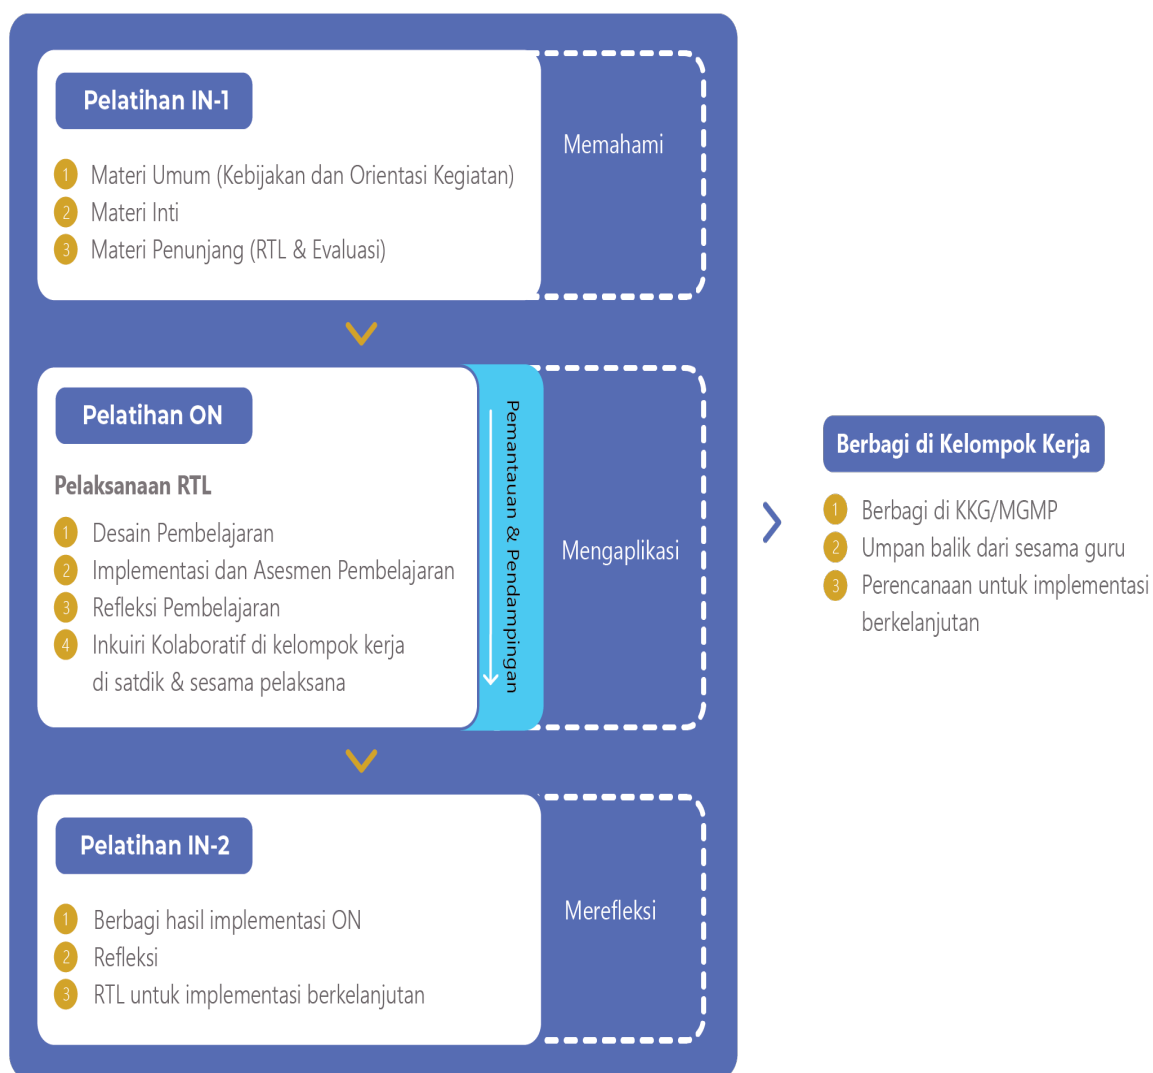 Pelatihan IN-1
Memahami
1 Materi Umum (Kebijakan dan Orientasi Kegiatan)
2 Materi Inti
3 Materi Penunjang (RTL & Evaluasi)
Pelatihan ON
Pelaksanaan RTL
1 Desain Pembelajaran
2 Implementasi dan Asesmen Pembelajaran
3 Refleksi Pembelajaran
4 Inkuiri Kolaboratif di kelompok kerja
di satdik & sesama pelaksana
Pemantauan & Pendampingan
Mengaplikasi
Pelatihan IN-2
1 Berbagi hasil implementasi ON
2 Refleksi
3 RTL untuk implementasi berkelanjutan
Merefleksi
Berbagi di Kelompok Kerja
1 Berbagi di KKG/MGMP
2 Umpan balik dari sesama guru
3 Perencanaan untuk implementasi
berkelanjutan